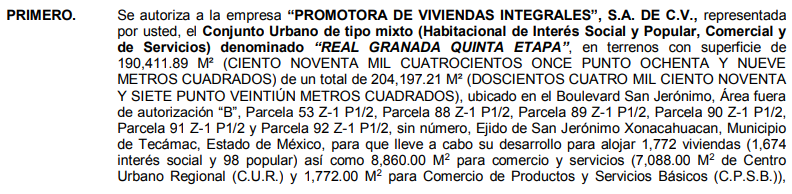 PRIMERO. Se autoriza a la empresa “PROMOTORA DE VIVIENDAS INTEGRALES”, S.A. DE C.V., representada
por usted, el Conjunto Urbano de tipo mixto (Habitacional de Interés Social y Popular, Comercial y
de Servicios) denominado “REAL GRANADA QUINTA ETAPA”, en terrenos con superficie de
190,411.89 M² (CIENTO NOVENTA MIL CUATROCIENTOS ONCE PUNTO OCHENTA Y NUEVE
METROS CUADRADOS) de un total de 204,197.21 M² (DOSCIENTOS CUATRO MIL CIENTO NOVENTA
Y SIETE PUNTO VEINTIÚN METROS CUADRADOS), ubicado en el Boulevard San Jerónimo, Área fuera
de autorización “B”, Parcela 53 Z-1 P1/2, Parcela 88 Z-1 P1/2, Parcela 89 Z-1 P1/2, Parcela 90 Z-1 P1/2,
Parcela 91 Z-1 P1/2 y Parcela 92 Z-1 P1/2, sin número, Ejido de San Jerónimo Xonacahuacan, Municipio
de Tecámac, Estado de México, para que lleve a cabo su desarrollo para alojar 1,772 viviendas (1,674
interés social y 98 popular) así como 8,860.00 M² para comercio y servicios (7,088.00 M² de Centro
Urbano Regional (C.U.R.) y 1,772.00 M² para Comercio de Productos y Servicios Básicos (C.P.S.B.)),